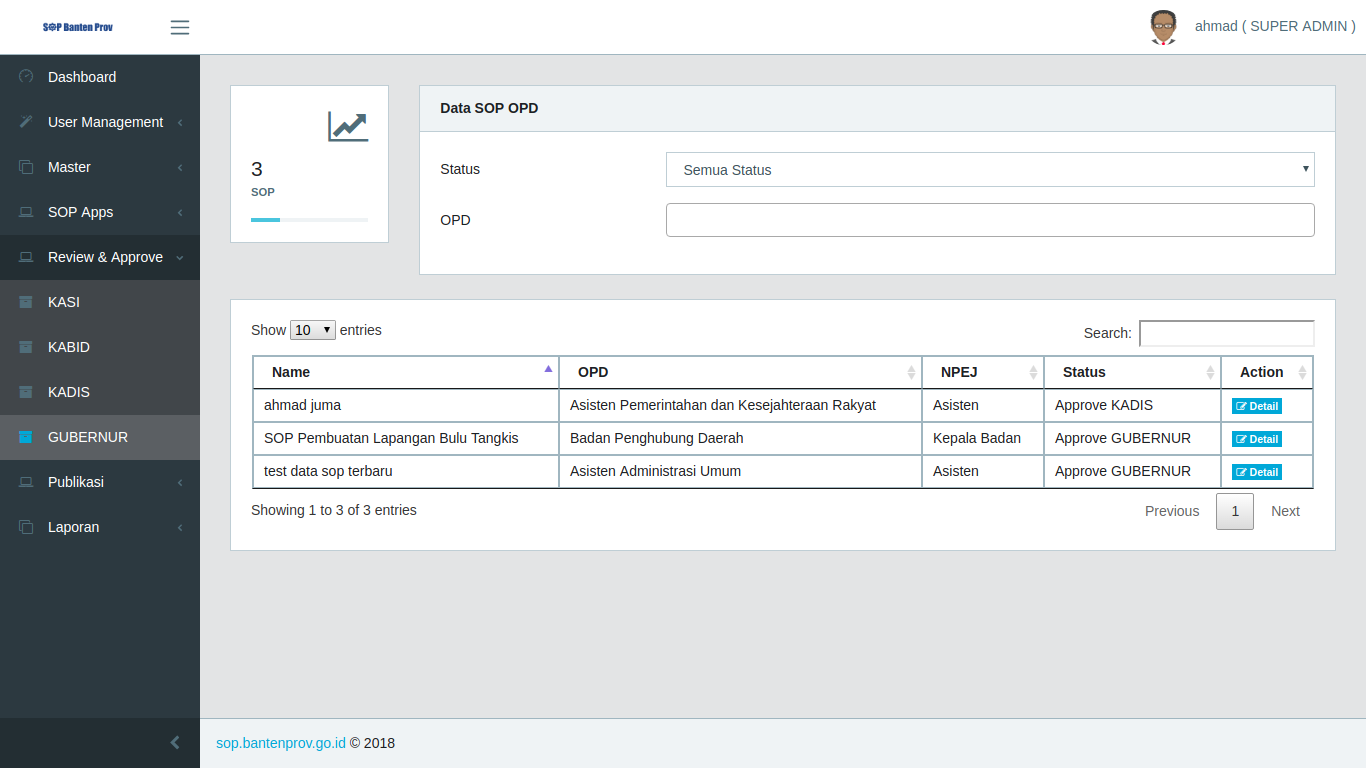 SOP Banten Prov
ahmad ( SUPER ADMIN )
Dashboard
User Management
Master
SOP Apps
Review & Approve
KASI
KABID
KADIS
GUBERNUR
Publikasi
Laporan
3
SOP
Data SOP OPD
Status Semua Status
OPD
Show 10 entries
Search:
Name OPD NPEJ Status Action
ahmad juma Asisten Pemerintahan dan Kesejahteraan Rakyat Asisten Approve KADIS Detail
SOP Pembuatan Lapangan Bulu Tangkis Badan Penghubung Daerah Kepala Badan Approve GUBERNUR Detail
test data sop terbaru Asisten Administrasi Umum Asisten Approve GUBERNUR Detail
Showing 1 to 3 of 3 entries
Previous 1 Next
sop.bantenprov.go.id © 2018